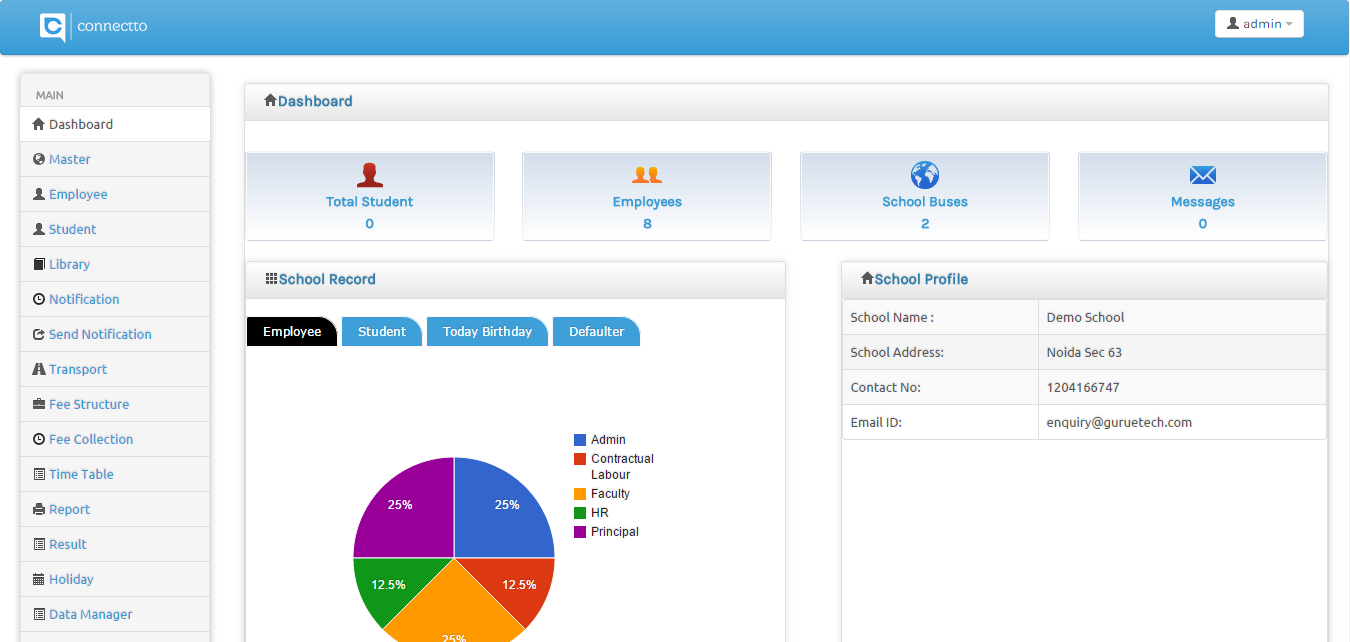 connectto
admin
MAIN
Dashboard
Master
Employee
Student
Library
Notification
Send Notification
Transport
Fee Structure
Fee Collection
Time Table
Report
Result
Holiday
Data Manager
Dashboard
Total Student
0
Employees
8
School Buses
2
Messages
0
School Record
Employee Student Today Birthday Defaulter
Admin
Contractual
Labour
Faculty
HR
Principal
25% 25%
12.5% 12.5%
25%
School Profile
School Name : Demo School
School Address: Noida Sec 63
Contact No: 1204166747
Email ID: enquiry@guruetech.com